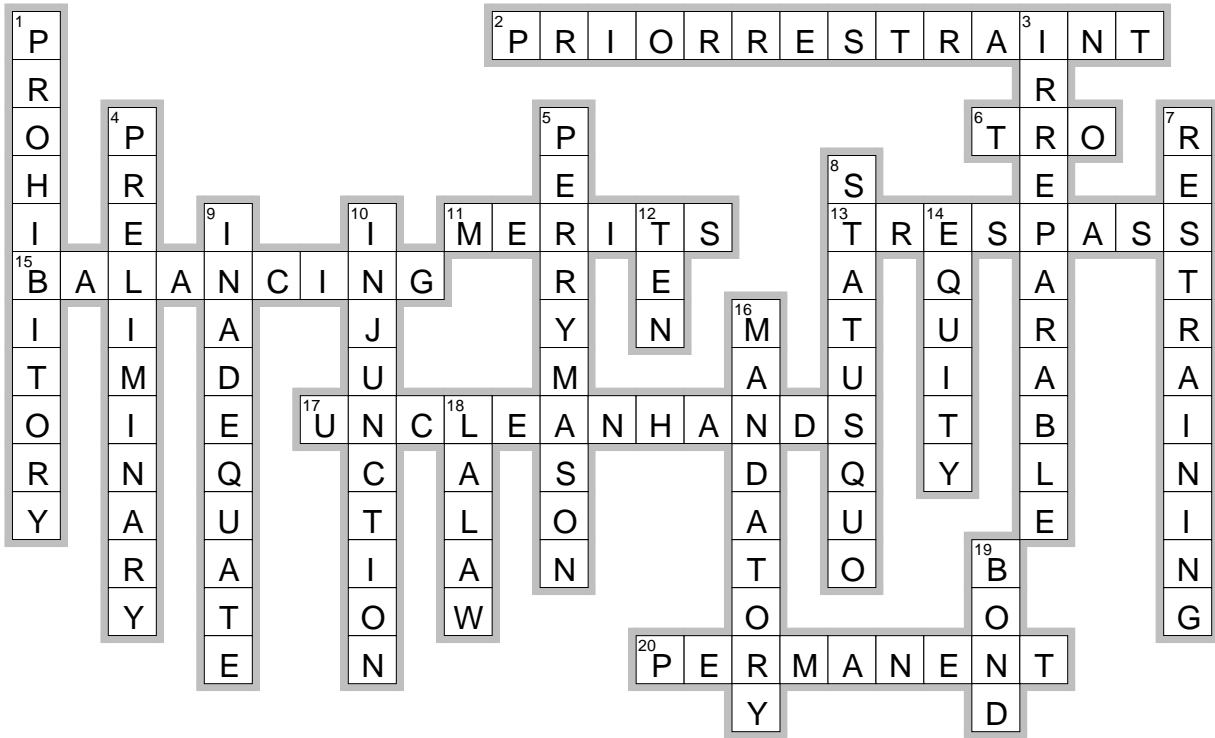 1 PROHIBITORY
2 PRIORRESTRAINT
3 IRREPARABLE
4 PRELIMINARY
5 PERRYMASON
6 TRO
7 RESTRAINING
8 STATUSQUO
9 INADEQUATE
10 INJUNCTION
11 MERITS
12 TEN
13 TRESPASS
14 EQUITY
15 BALANCING
16 MANDATORY
17 UNCLEANHANDS
18 LALAW
19 BOND
20 PERMANENT